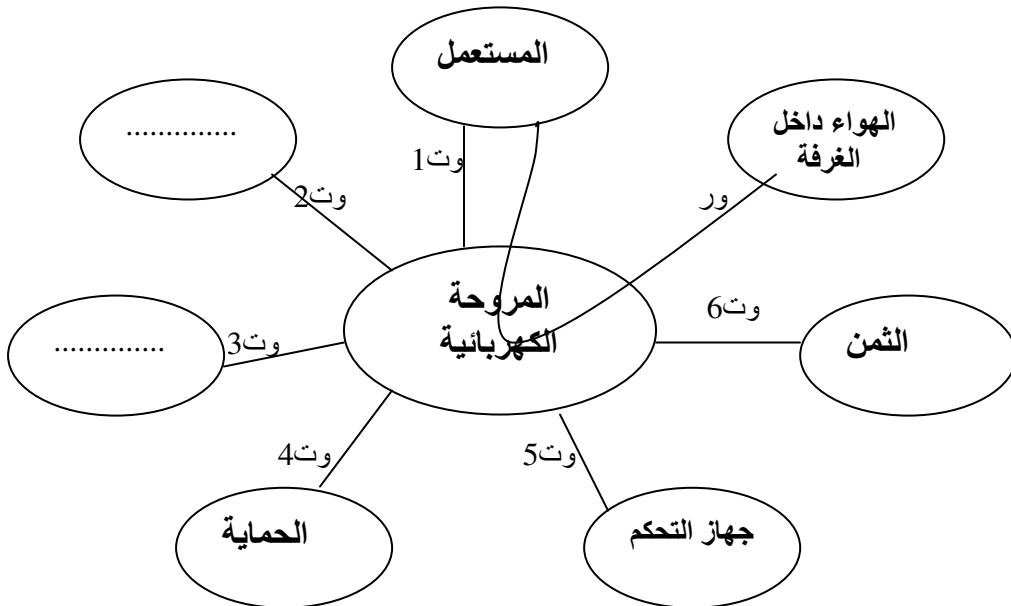 المستعمل
..............
الهواء داخل
الغرفة
وت1
وت2
ور
المروحة
الكهربائية
وت6
الثمن
..............
وت3
وت4
وت5
الحماية
جهاز التحكم